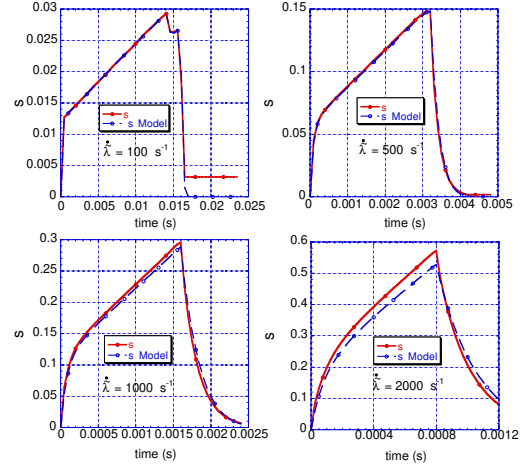 0.03
0.025
0.02
0.015
0.01
0.005
0
s
s
s Model
λ̇̃ = 100 s⁻¹
0 0.005 0.01 0.015 0.02 0.025
time (s)
0.15
0.1
0.05
0
s
s
s Model
λ̇̃ = 500 s⁻¹
0 0.001 0.002 0.003 0.004 0.005
time (s)
0.3
0.25
0.2
0.15
0.1
0.05
0
s
s
s Model
λ̇̃ = 1000 s⁻¹
0 0.0005 0.001 0.0015 0.002 0.0025
time (s)
0.6
0.5
0.4
0.3
0.2
0.1
0
s
s
s Model
λ̇̃ = 2000 s⁻¹
0 0.0004 0.0008 0.0012
time (s)